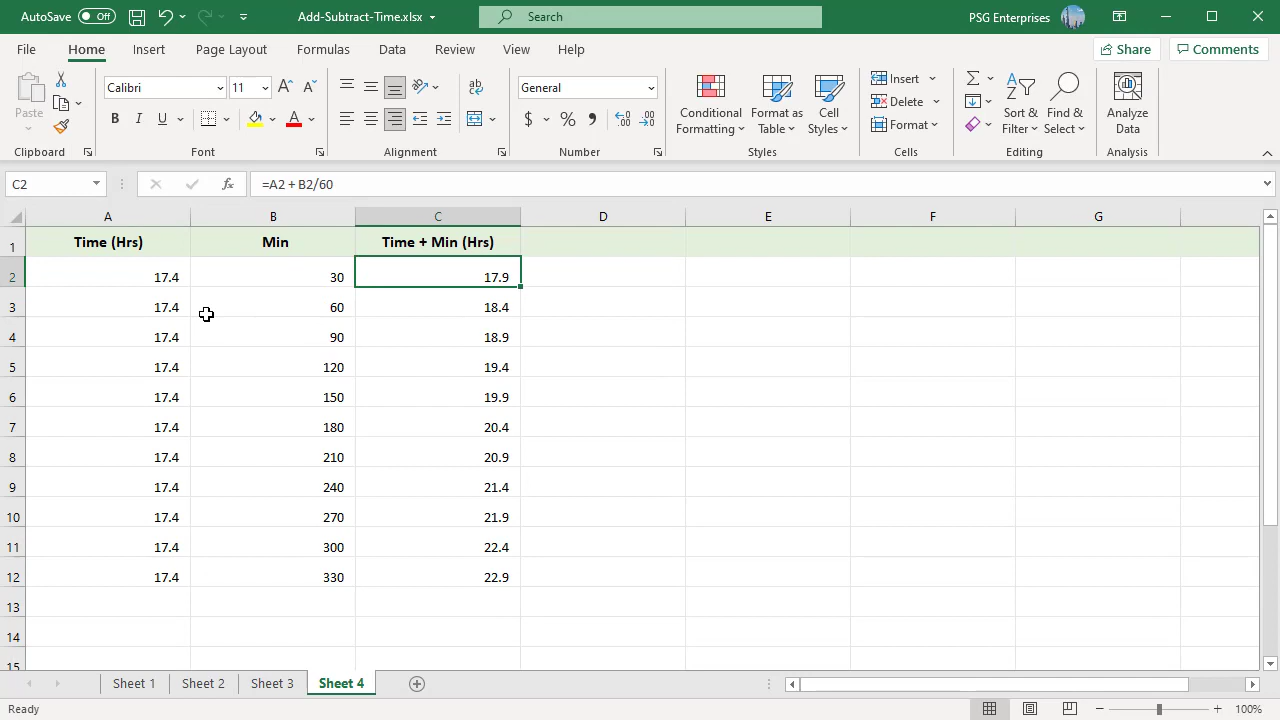 AutoSave Off Add-Subtract-Time.xlsx Search PSG Enterprises
File Home Insert Page Layout Formulas Data Review View Help Share Comments
Paste
Clipboard
Calibri 11
B I U A
Font
ab
Alignment
General
$ % 9 .00
Number
Conditional Formatting
Format as Table
Cell Styles
Styles
Insert
Delete
Format
Cells
Sort & Filter
Find & Select
Editing
Analyze Data
Analysis
C2 fx =A2 + B2/60
A B C D E F G
1 Time (Hrs) Min Time + Min (Hrs)
2 17.4 30 17.9
3 17.4 60 18.4
4 17.4 90 18.9
5 17.4 120 19.4
6 17.4 150 19.9
7 17.4 180 20.4
8 17.4 210 20.9
9 17.4 240 21.4
10 17.4 270 21.9
11 17.4 300 22.4
12 17.4 330 22.9
13
14
15
Sheet 1 Sheet 2 Sheet 3 Sheet 4
Ready 100%